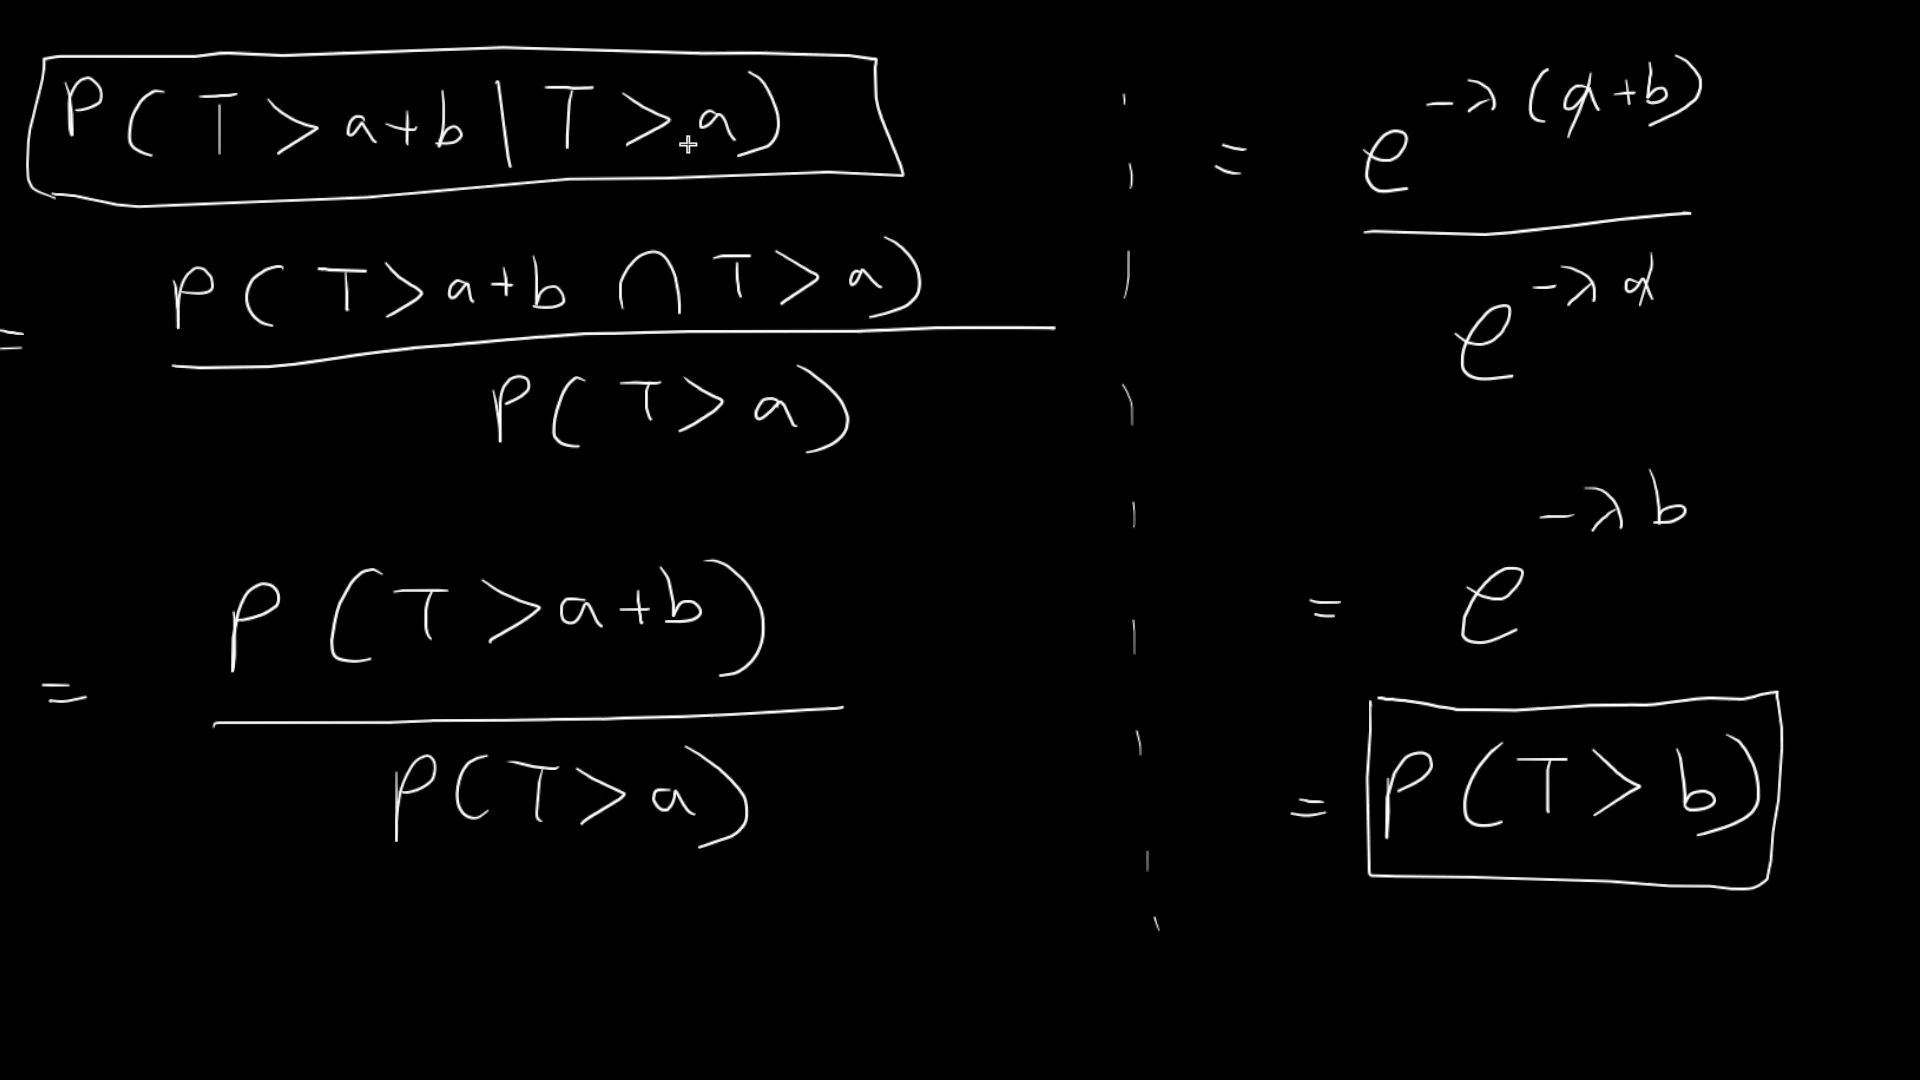 P(T>a+b|T>a)
= P(T>a+b ∩ T>a)
P(T>a)
= P(T>a+b)
P(T>a)
= e^{-λ(a+b)}
e^{-λa}
= e^{-λb}
= P(T>b)